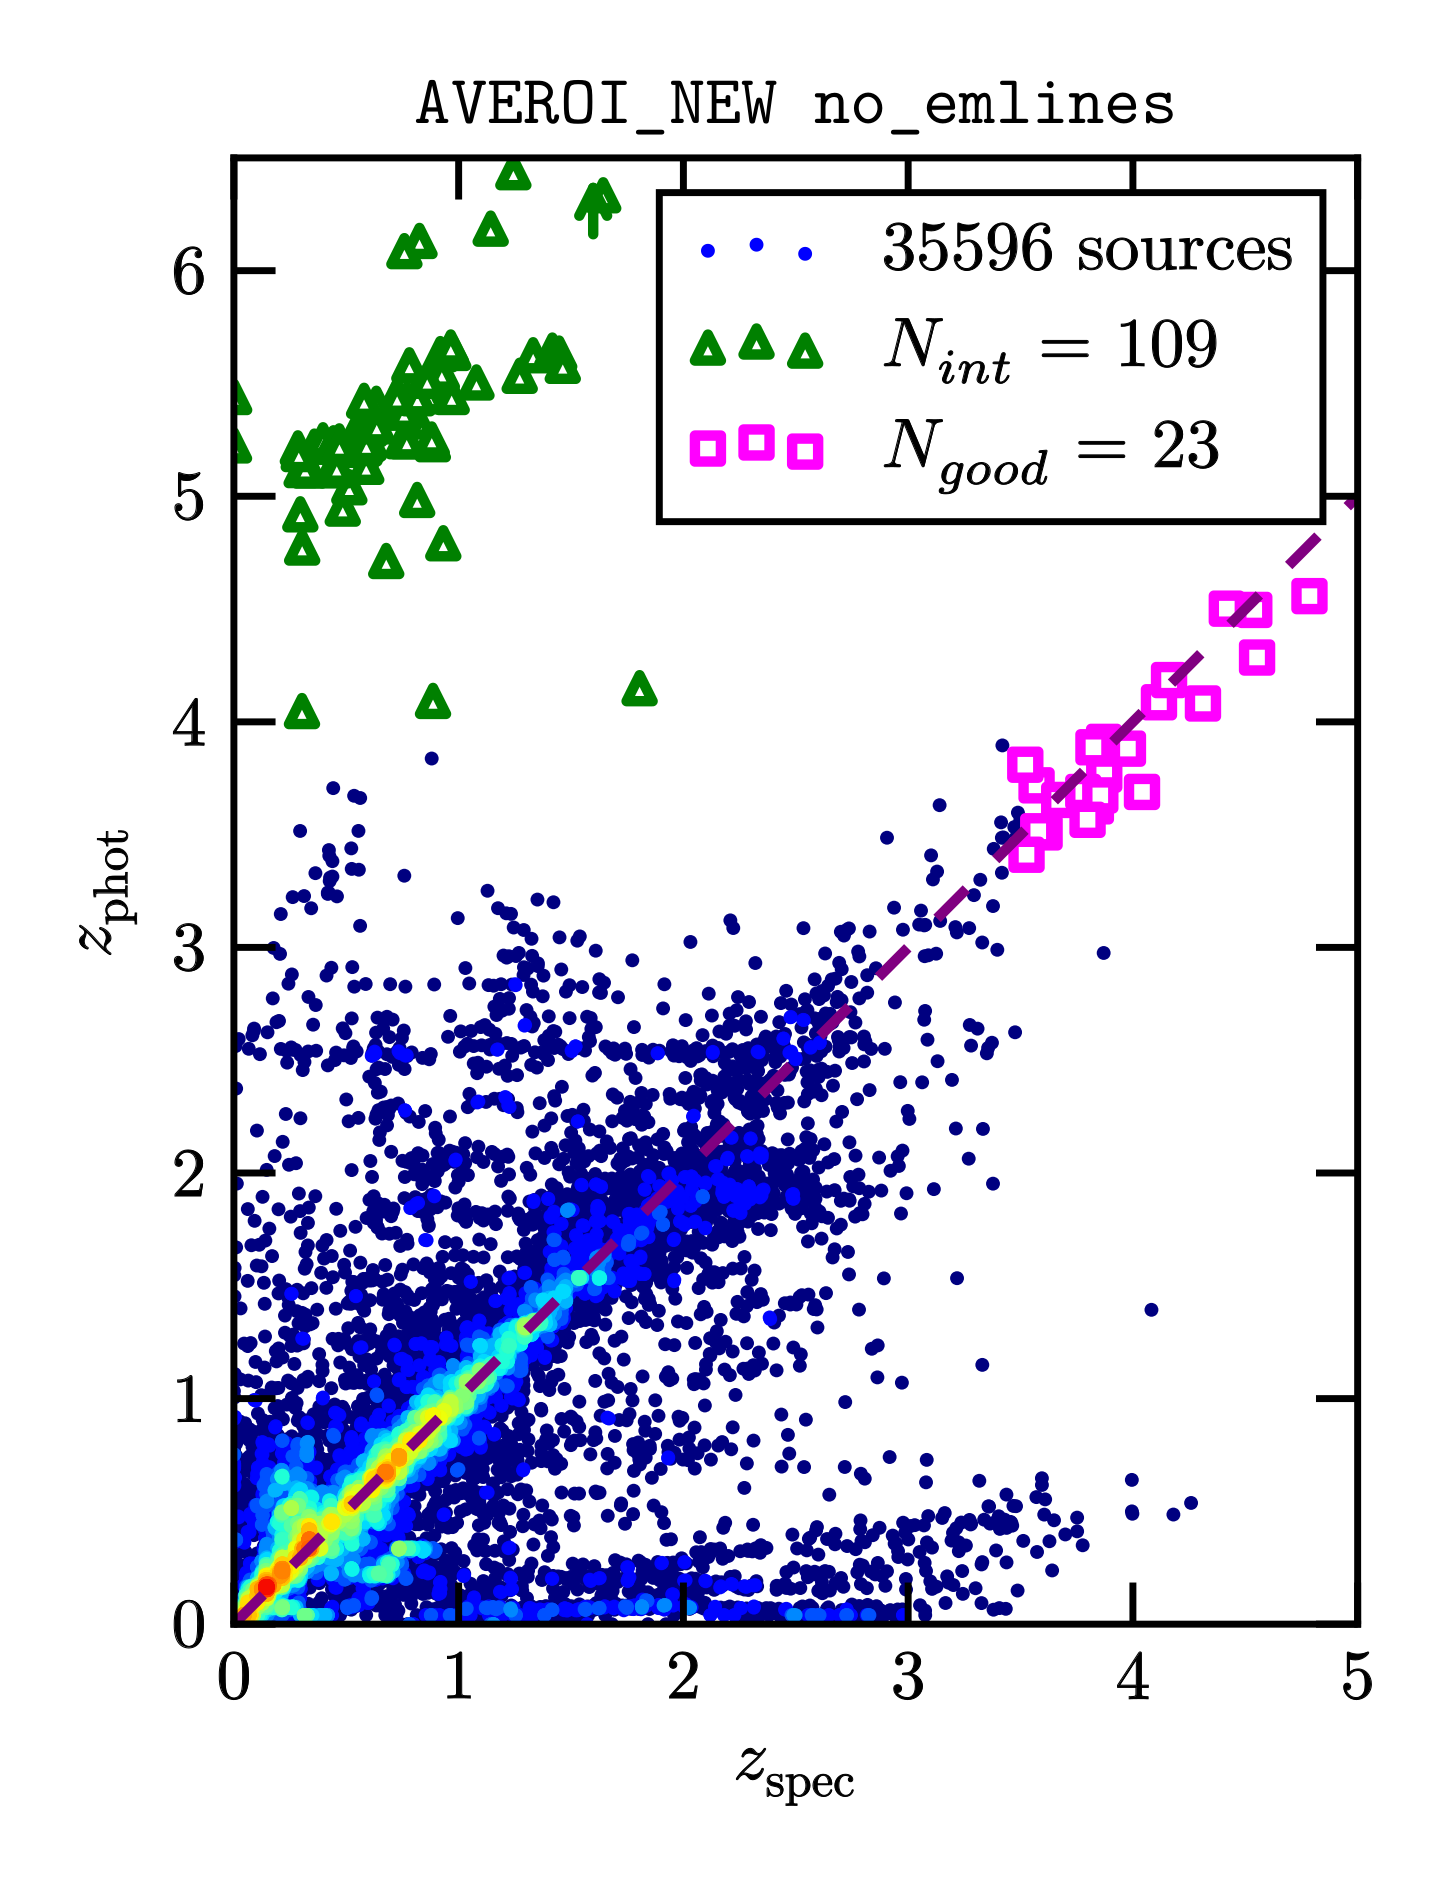 AVEROI_NEW no_emlines
35596 sources
N_int = 109
N_good = 23
6
5
4
3
2
1
0
z_phot
0 1 2 3 4 5
z_spec